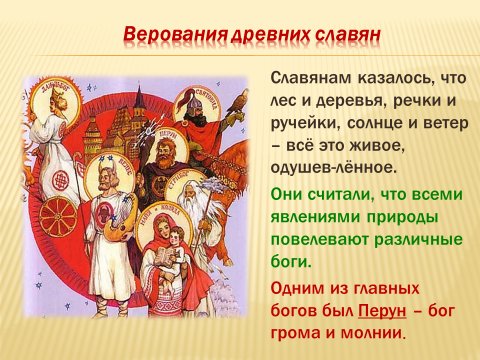 Верования древних славян
Славянам казалось, что
лес и деревья, речки и
ручейки, солнце и ветер
– всё это живое,
одушев-лённое.
Они считали, что всеми
явлениями природы
повелевают различные
боги.
Одним из главных
богов был Перун – бог
грома и молнии.
ДАЖЬБОГ
ПЕРУН
ВЕЛЕС
СТРИБОГ